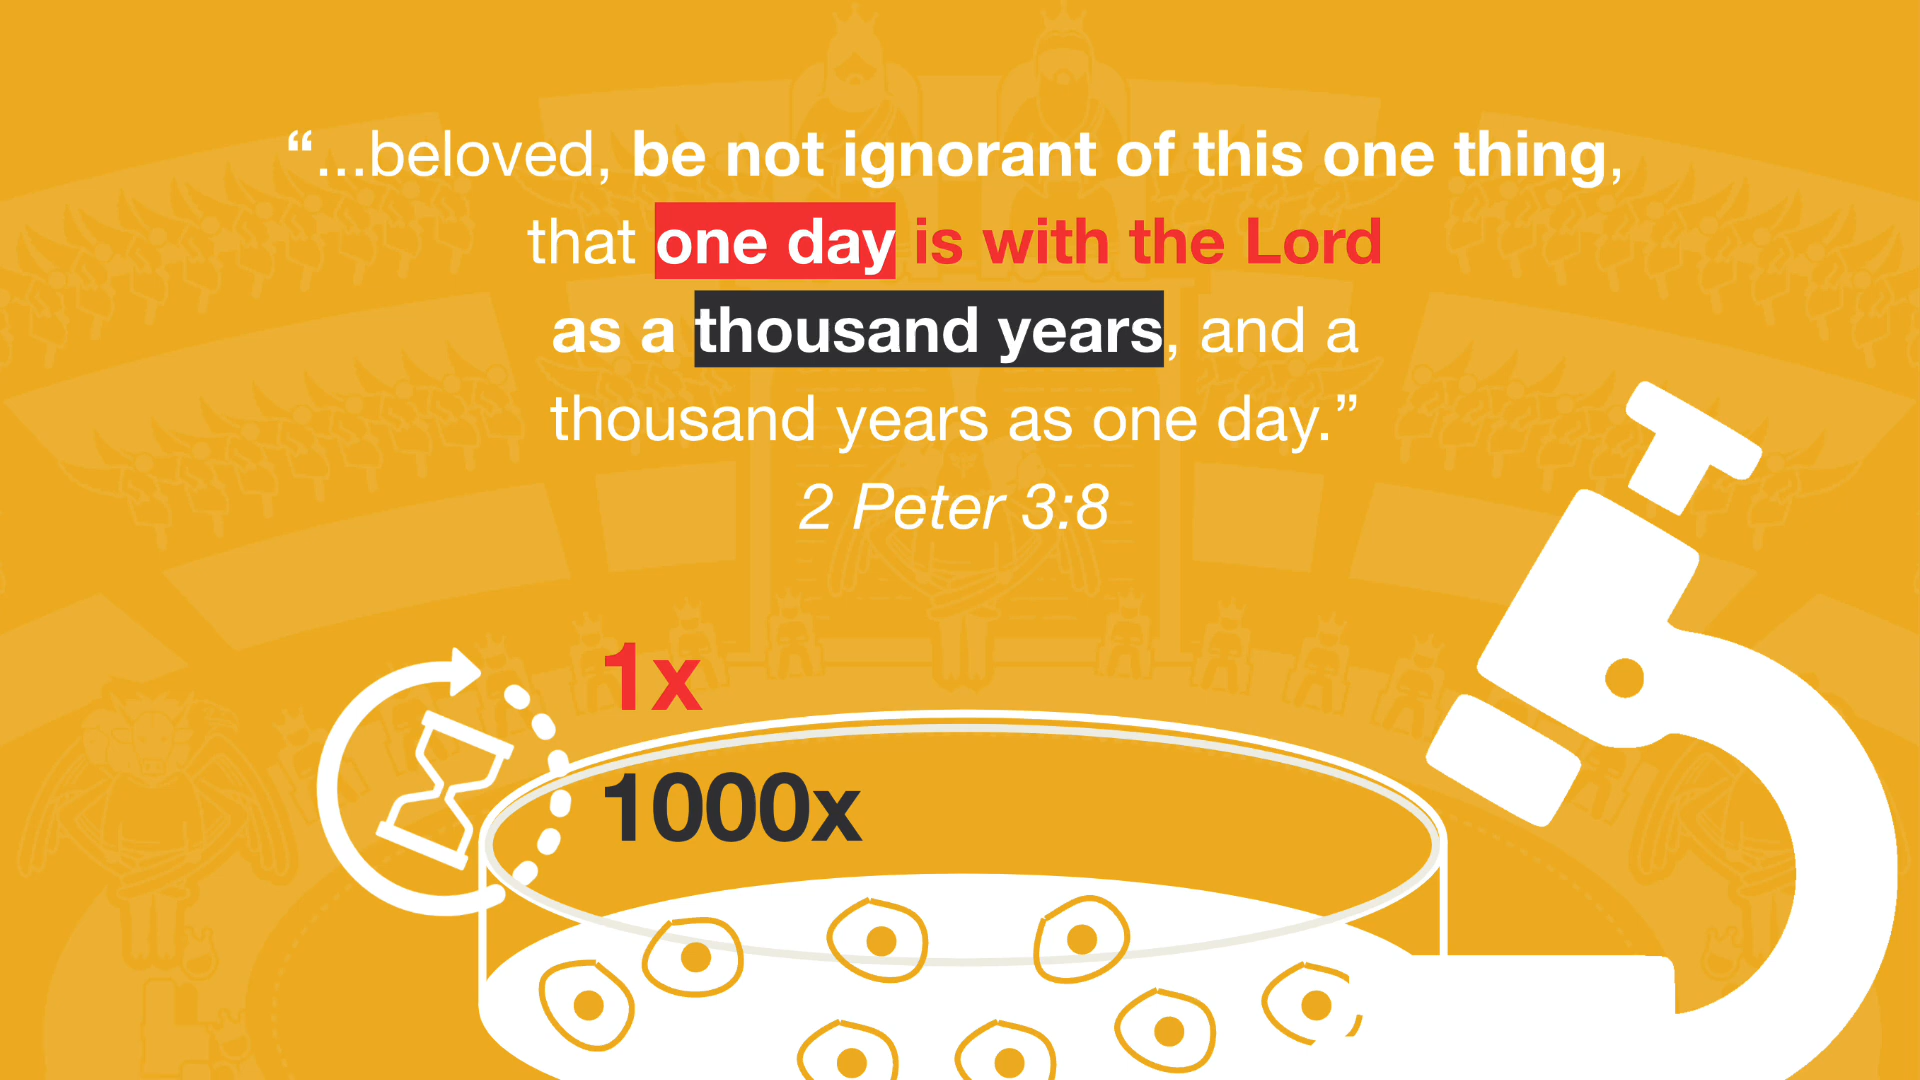 “...beloved, be not ignorant of this one thing,
that one day is with the Lord
as a thousand years, and a
thousand years as one day.”
2 Peter 3:8
1x
1000x